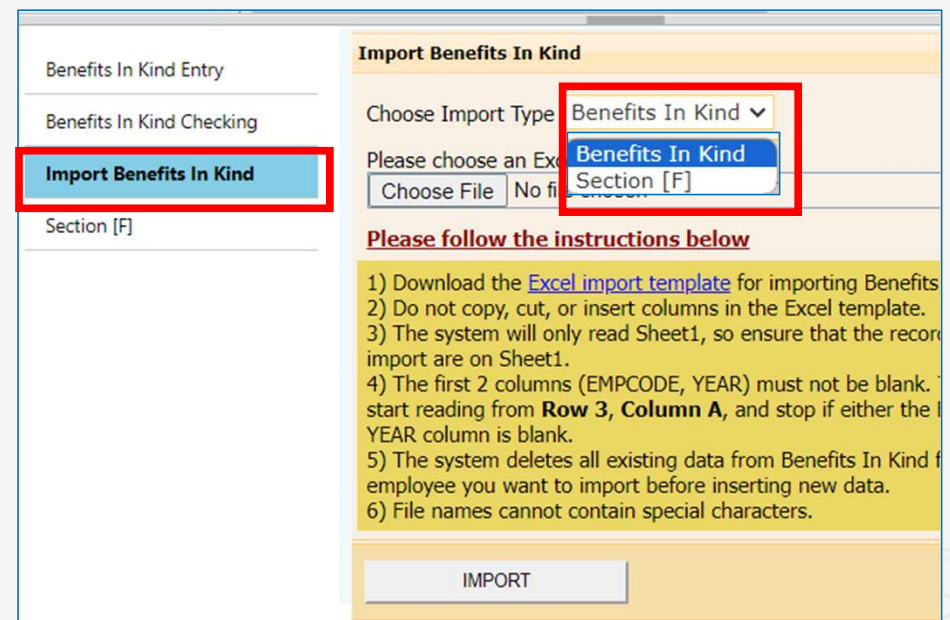 Benefits In Kind Entry
Benefits In Kind Checking
Import Benefits In Kind
Section [F]
Import Benefits In Kind
Choose Import Type Benefits In Kind
Benefits In Kind
Section [F]
Please choose an
Choose File No
Please follow the instructions below
1) Download the Excel import template for importing Benefits
2) Do not copy, cut, or insert columns in the Excel template.
3) The system will only read Sheet1, so ensure that the
import are on Sheet1.
4) The first 2 columns (EMPCODE, YEAR) must not be blank.
start reading from Row 3, Column A, and stop if either the
YEAR column is blank.
5) The system deletes all existing data from Benefits In Kind
employee you want to import before inserting new data.
6) File names cannot contain special characters.
IMPORT